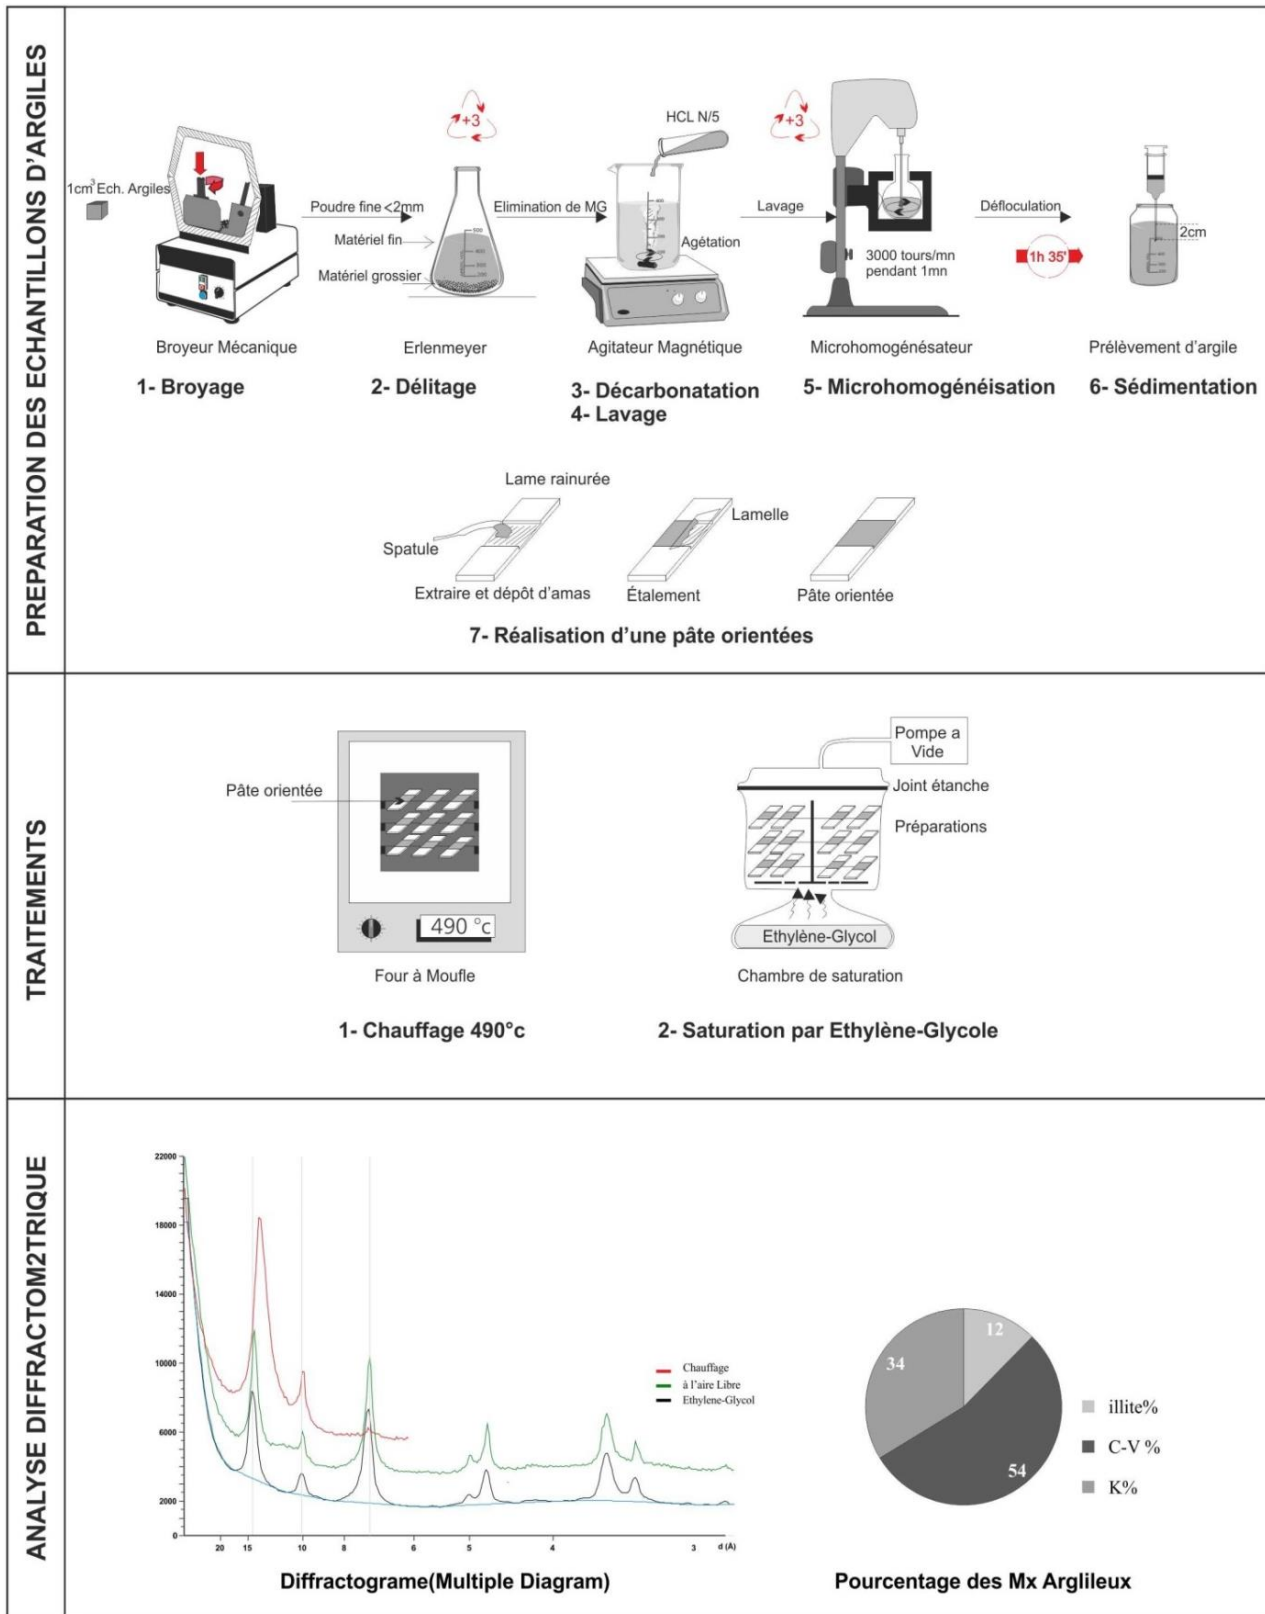 PREPARATION DES ECHANTILLONS D'ARGILES
1cm³ Ech. Argiles
Poudre fine <2mm
Matériel fin
Matériel grossier
+3
Elimination de MG
HCL N/5
Agétation
Lavage
+3
3000 tours/mn
pendant 1mn
Défloculation
1h 35'
2cm
Broyeur Mécanique
Erlenmeyer
Agitateur Magnétique
Microhomogénésateur
Prélèvement d'argile
1- Broyage
2- Délitage
3- Décarbonatation
4- Lavage
5- Microhomogénéisation
6- Sédimentation
Lame rainurée
Spatule
Lamelle
Extraire et dépôt d'amas
Étalement
Pâte orientée
7- Réalisation d'une pâte orientées
TRAITEMENTS
Pâte orientée
490 °c
Four à Moufle
1- Chauffage 490°c
Pompe a
Vide
Joint étanche
Préparations
Ethylène-Glycol
Chambre de saturation
2- Saturation par Ethylène-Glycole
ANALYSE DIFFRACTOM2TRIQUE
22000
18000
14000
10000
6000
2000
0
20 15 10 8 6 5 4 3 d (Å)
Chauffage
à l'aire Libre
Ethylene-Glycol
Diffractograme(Multiple Diagram)
12
34
54
illite%
C-V %
K%
Pourcentage des Mx Arglileux